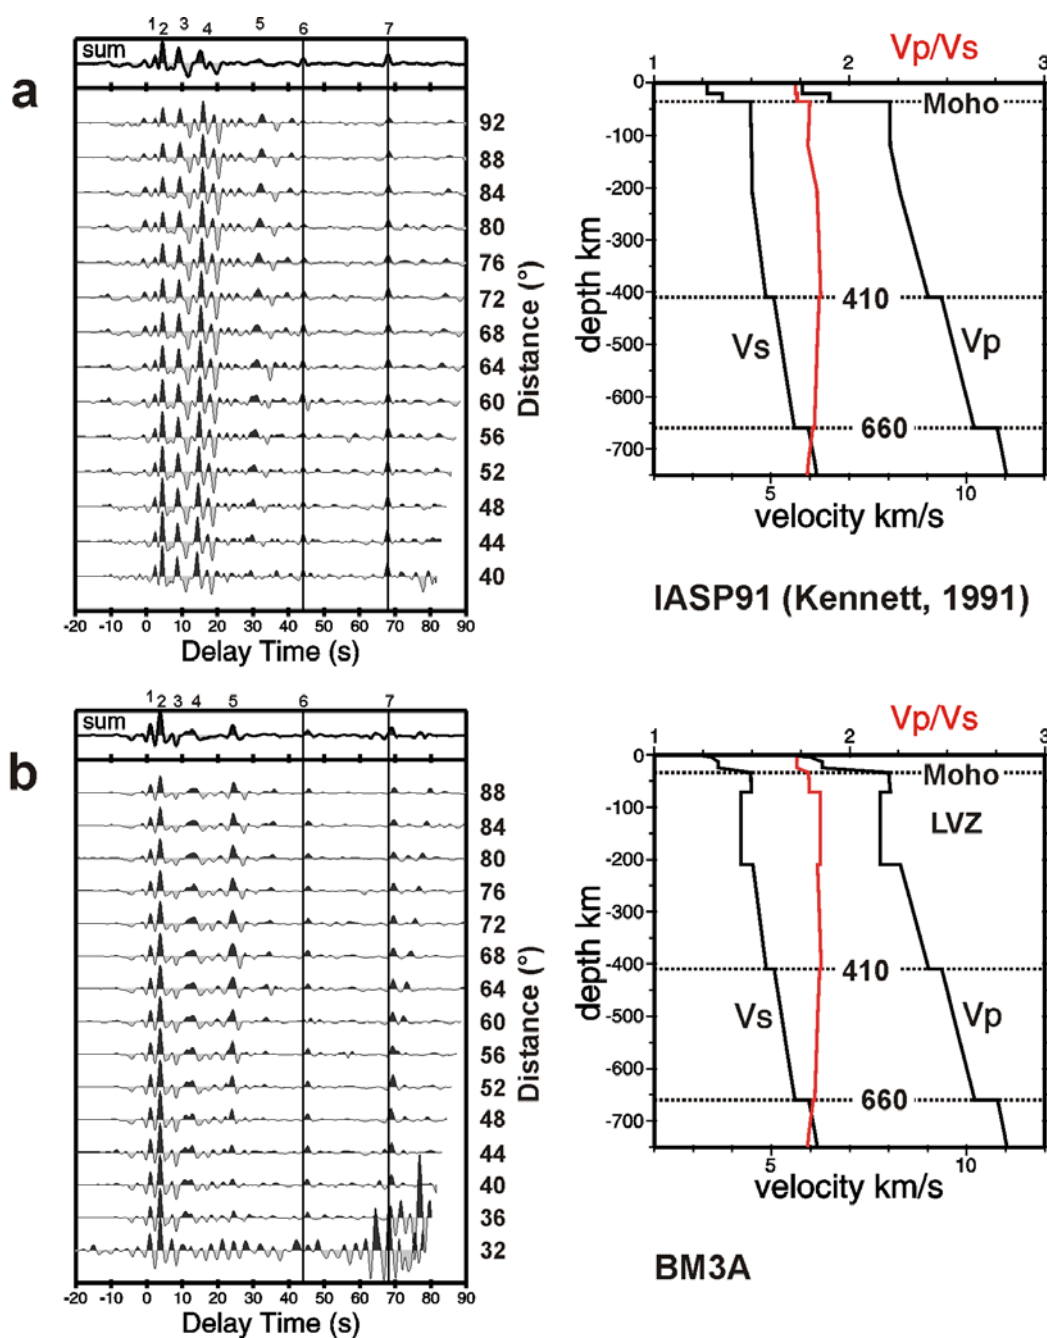 a
1 2 3 4 5 6 7
sum
92
88
84
80
76
72
68
64
60
56
52
48
44
40
Distance (°)
-20 -10 0 10 20 30 40 50 60 70 80 90
Delay Time (s)
Vp/Vs
1 2 3
0
-100
-200
-300
-400
-500
-600
-700
depth km
Moho
410
660
Vs
Vp
5 10
velocity km/s
IASP91 (Kennett, 1991)
b
1 2 3 4 5 6 7
sum
88
84
80
76
72
68
64
60
56
52
48
44
40
36
32
Distance (°)
-20 -10 0 10 20 30 40 50 60 70 80 90
Delay Time (s)
Vp/Vs
1 2 3
0
-100
-200
-300
-400
-500
-600
-700
depth km
Moho
LVZ
410
660
Vs
Vp
5 10
velocity km/s
BM3A